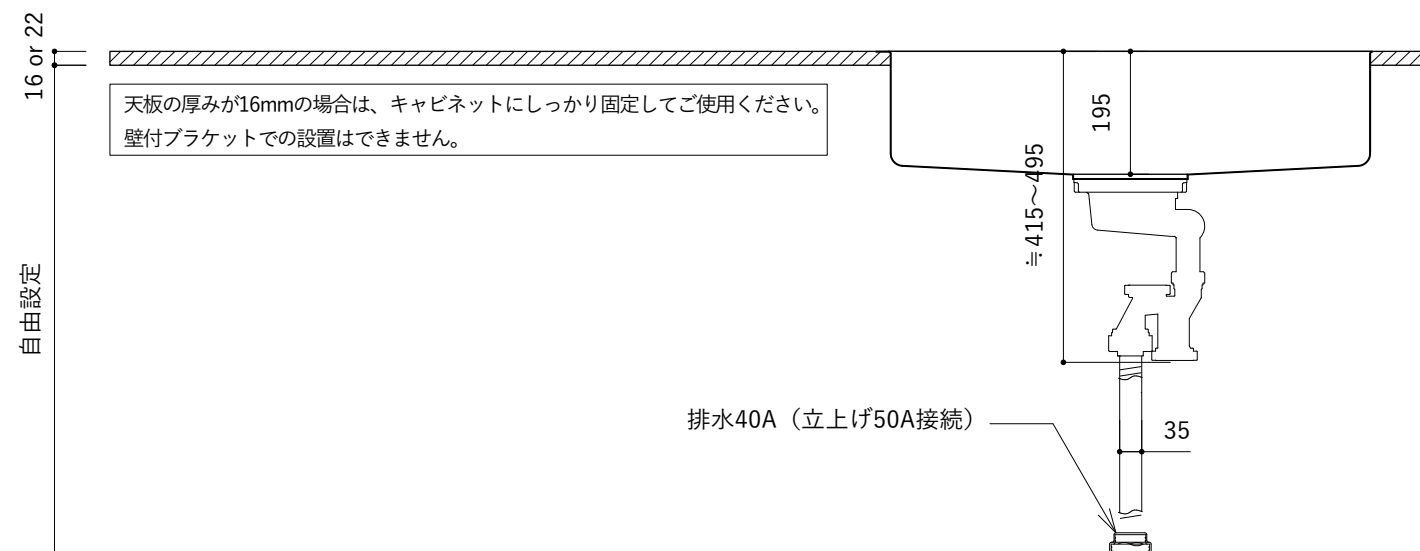 16 or 22
天板の厚みが16mmの場合は、キャビネットにしっかり固定してご使用ください。
壁付ブラケットでの設置はできません。
195
≒415〜495
自由設定
排水40A（立上げ50A接続）
35